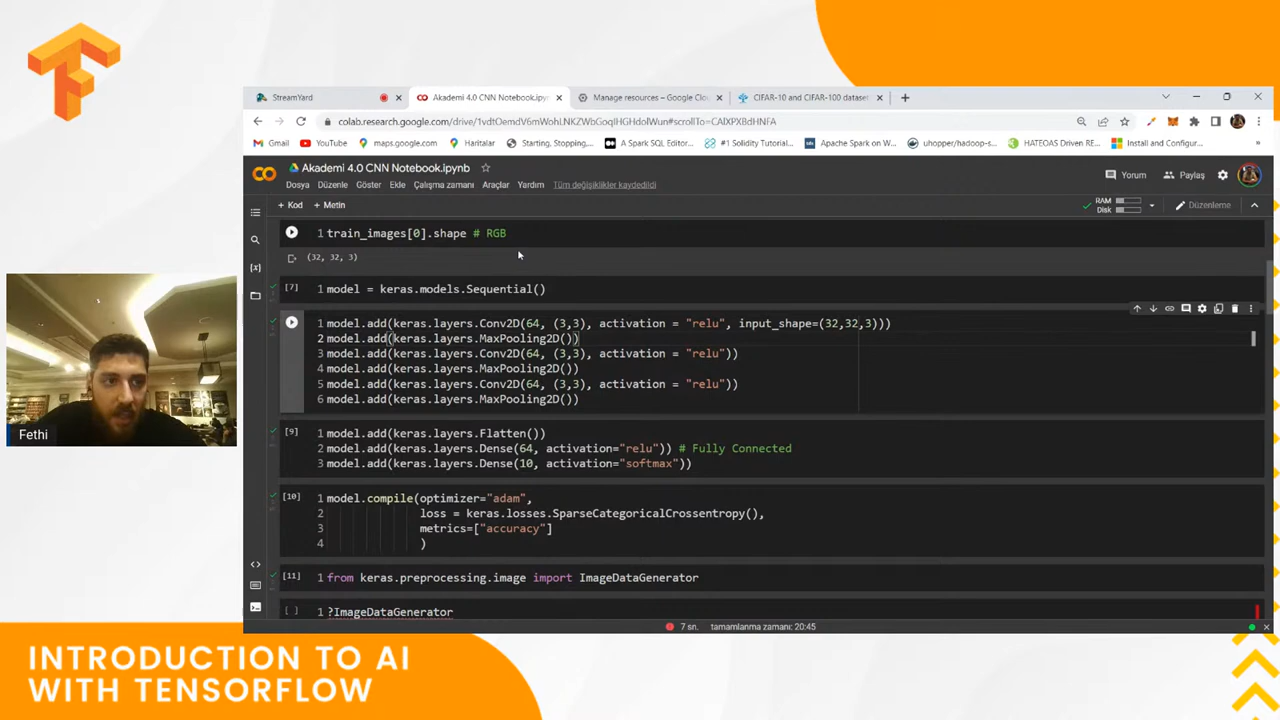 StreamYard
Akademi 4.0 CNN Notebook.ipyn
Manage resources – Google Clou
CIFAR-10 and CIFAR-100 dataset
colab.research.google.com/drive/1vdtOemdV6mWohLNKZWbGoqIHGHdolWun#scrollTo=CAlXPXBdHNFA
Gmail
YouTube
Haritalar
Starting, Stopping,...
A Spark SQL Editor...
#1 Solidity Tutorial...
Apache Spark on W...
uhopper/hadoop-s...
HATEOAS Driven RE...
Install and Configur...
Akademi 4.0 CNN Notebook.ipynb
Yorum
Paylaş
Dosya Düzenle Göster Ekle Çalışma zamanı Araçlar Yardım Tüm değişiklikler kaydedildi
+ Kod + Metin
RAM
Disk
Düzenleme
1 train_images[0].shape # RGB
(32, 32, 3)
[7] 1 model = keras.models.Sequential()
1 model.add(keras.layers.Conv2D(64, (3,3), activation = "relu", input_shape=(32,32,3)))
2 model.add(keras.layers.MaxPooling2D())
3 model.add(keras.layers.Conv2D(64, (3,3), activation = "relu"))
4 model.add(keras.layers.MaxPooling2D())
5 model.add(keras.layers.Conv2D(64, (3,3), activation = "relu"))
6 model.add(keras.layers.MaxPooling2D())
[9] 1 model.add(keras.layers.Flatten())
2 model.add(keras.layers.Dense(64, activation="relu")) # Fully Connected
3 model.add(keras.layers.Dense(10, activation="softmax"))
[10] 1 model.compile(optimizer="adam",
2 loss = keras.losses.SparseCategoricalCrossentropy(),
3 metrics=["accuracy"]
4 )
[11] 1 from keras.preprocessing.image import ImageDataGenerator
[ ] 1 ?ImageDataGenerator
7 sn. tamamlanma zamanı: 20:45
Fethi
INTRODUCTION TO AI
WITH TENSORFLOW